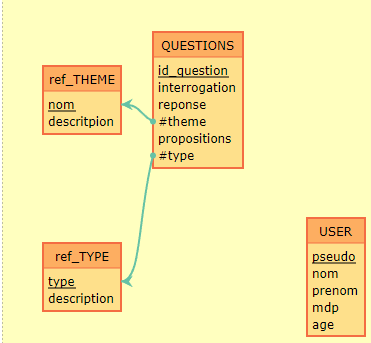 QUESTIONS
id_question
interrogation
reponse
#theme
propositions
#type
ref_THEME
nom
descritpion
ref_TYPE
type
description
USER
pseudo
nom
prenom
mdp
age